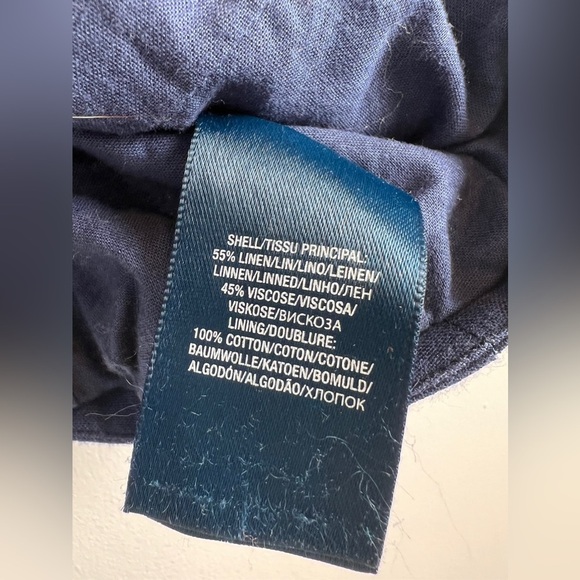 SHELL/TISSU PRINCIPAL:
55% LINEN/LIN/LINO/LEINEN/
LINNEN/LINNED/LINHO/ЛЕН
45% VISCOSE/VISCOSA/
VISKOSE/ВИСКОЗА
LINING/DOUBLURE:
100% COTTON/COTON/COTONE/
BAUMWOLLE/KATOEN/BOMULD/
ALGODÓN/ALGODÃO/ХЛОПОК